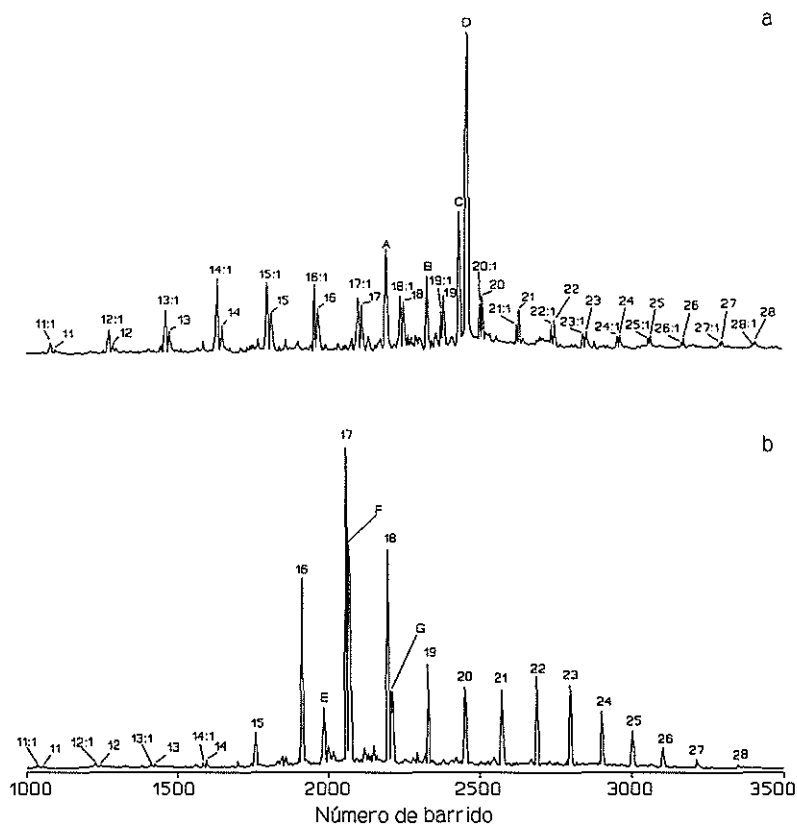 a
D
C
A
B
11:1 11 12:1 12 13:1 13 14:1 14 15:1 15 16:1 16 17:1 17 18:1 18 19:1 19 20:1 20 21:1 21 22:1 22 23:1 23 24:1 24 25:1 25 26:1 26 27:1 27 28:1 28
b
17
F
18
16
G
19
E
11:1 11 12:1 12 13:1 13 14:1 14 15 20 21 22 23 24 25 26 27 28
1000 1500 2000 2500 3000 3500
Número de barrido